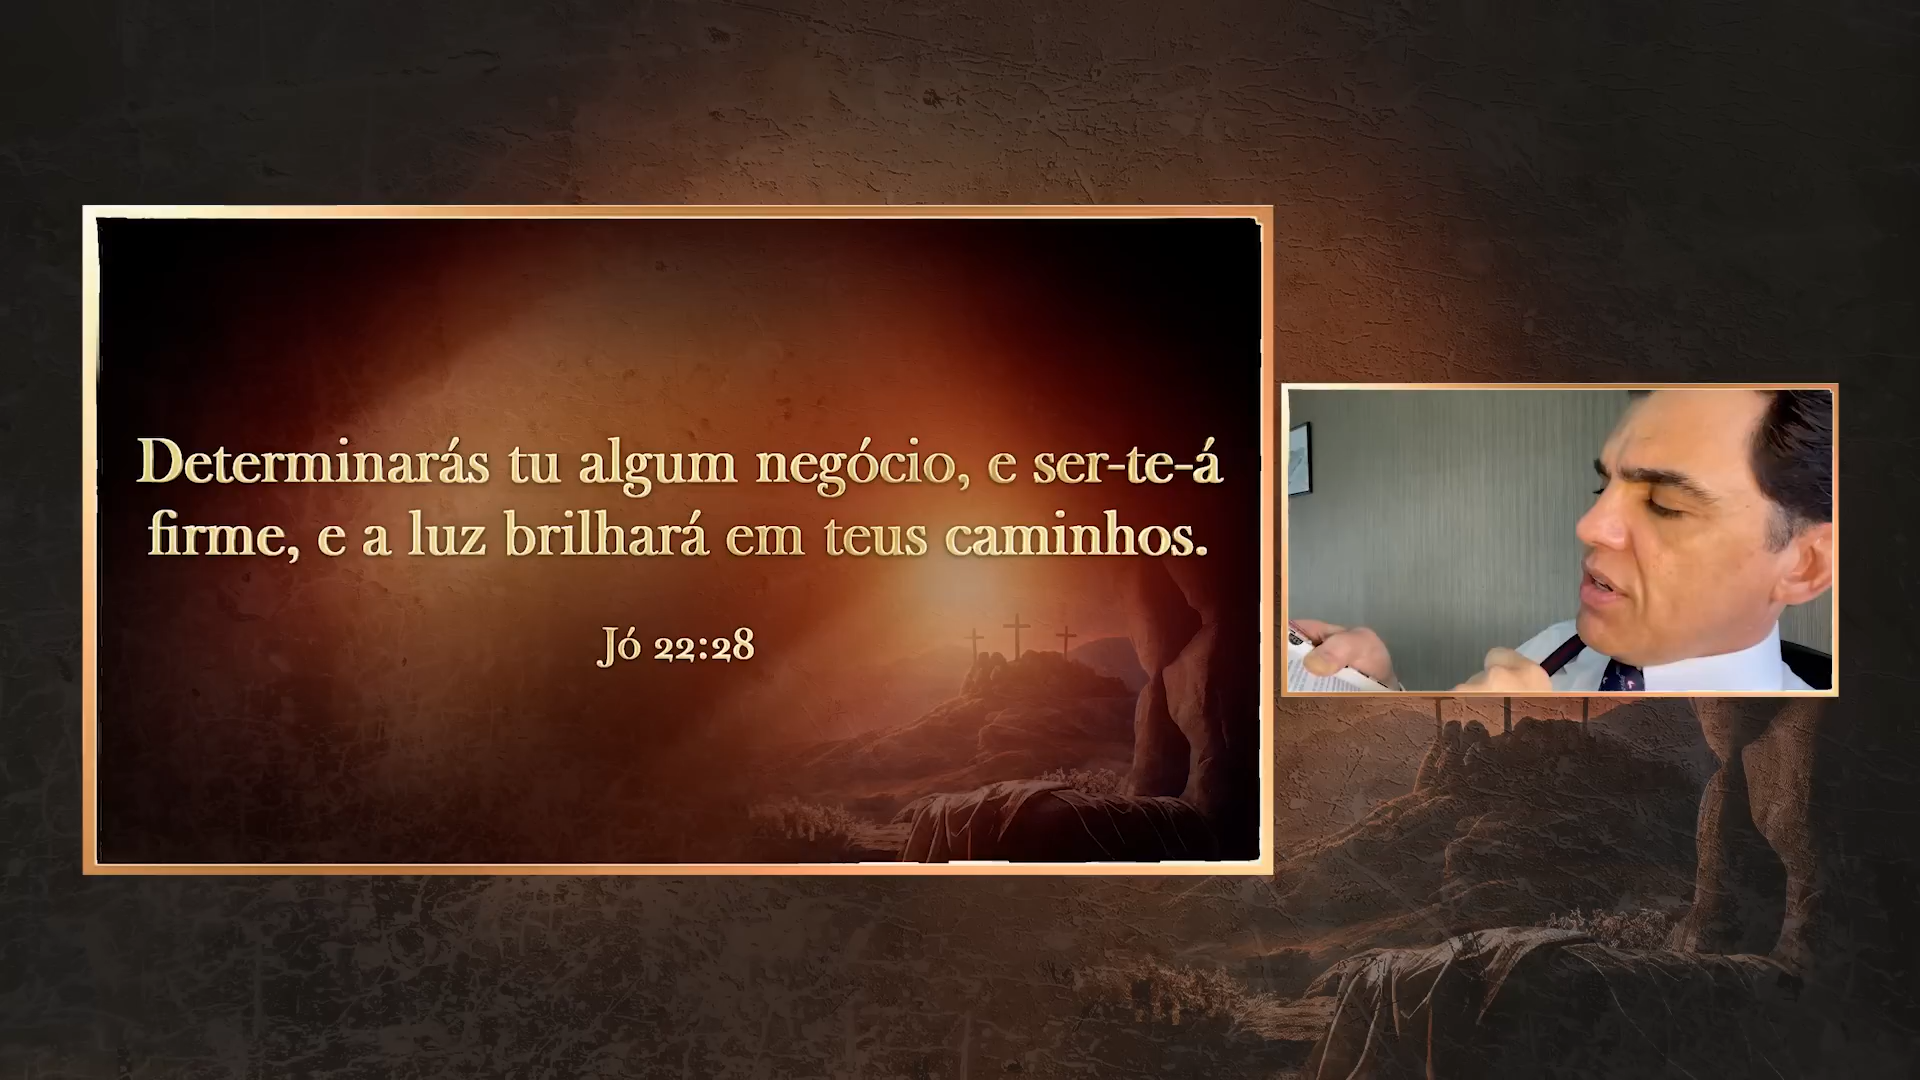 Determinarás tu algum negócio, e ser-te-á
firme, e a luz brilhará em teus caminhos.
Jó 22:28